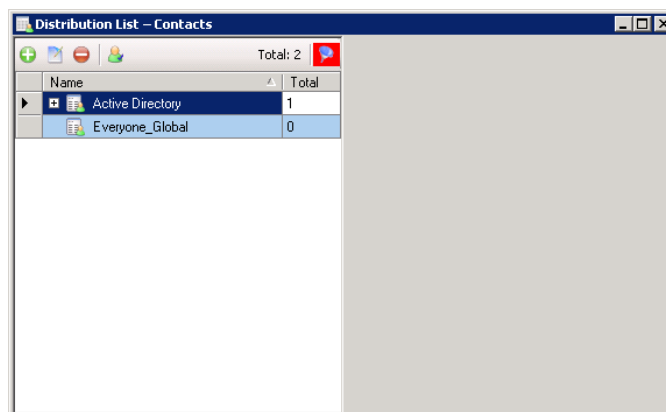 Distribution List – Contacts
Total: 2
Name Total
Active Directory 1
Everyone_Global 0